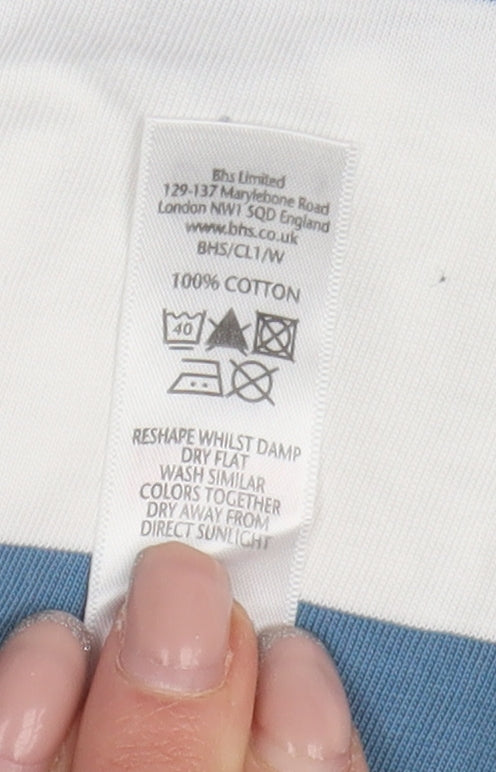 Bhs Limited
129-137 Marylebone Road
London NW1 5QD England
www.bhs.co.uk
BHS/CL1/W
100% COTTON
40
RESHAPE WHILST DAMP
DRY FLAT
WASH SIMILAR
COLORS TOGETHER
DRY AWAY FROM
DIRECT SUNLIGHT